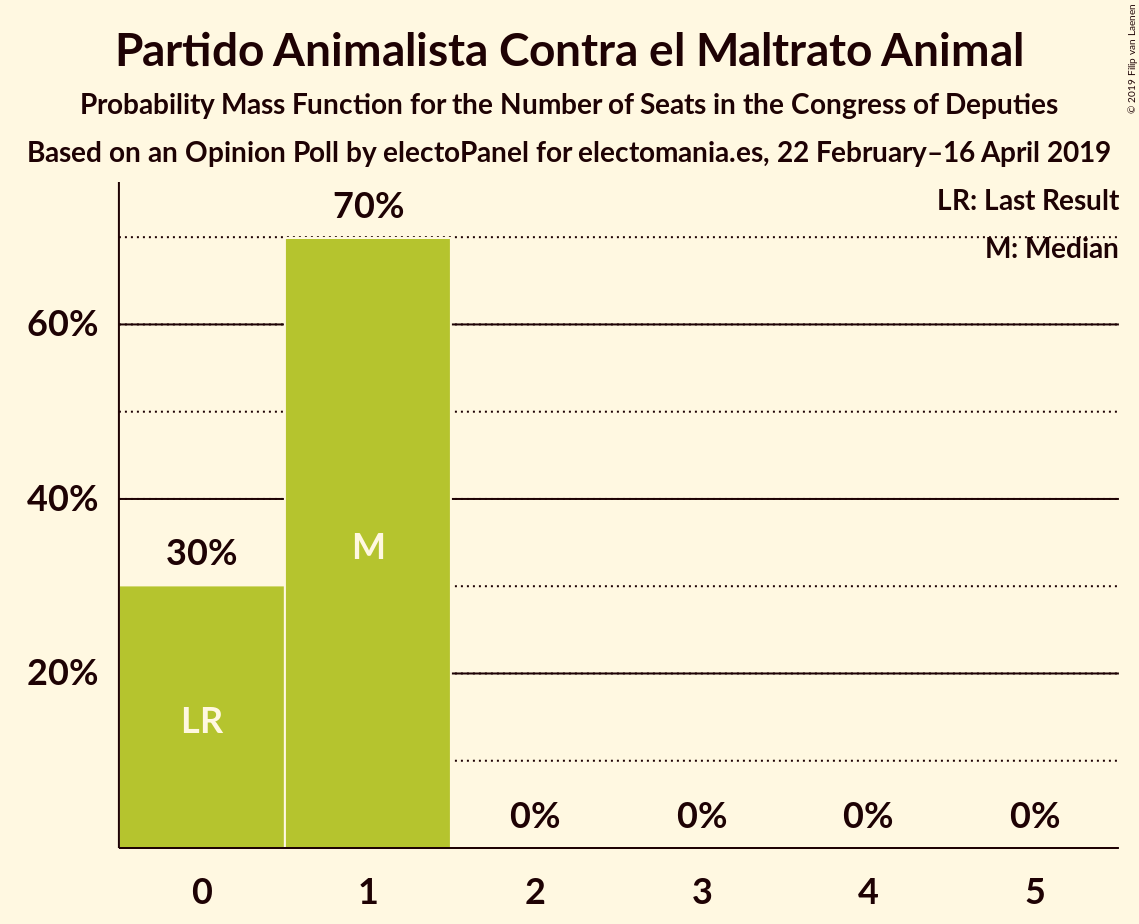 Partido Animalista Contra el Maltrato Animal
Probability Mass Function for the Number of Seats in the Congress of Deputies
Based on an Opinion Poll by electoPanel for electomania.es, 22 February–16 April 2019
© 2019 Filip van Laenen
LR: Last Result
M: Median
70%
60%
40%
30%
20%
M
LR
0%
0%
0%
0%
0
1
2
3
4
5